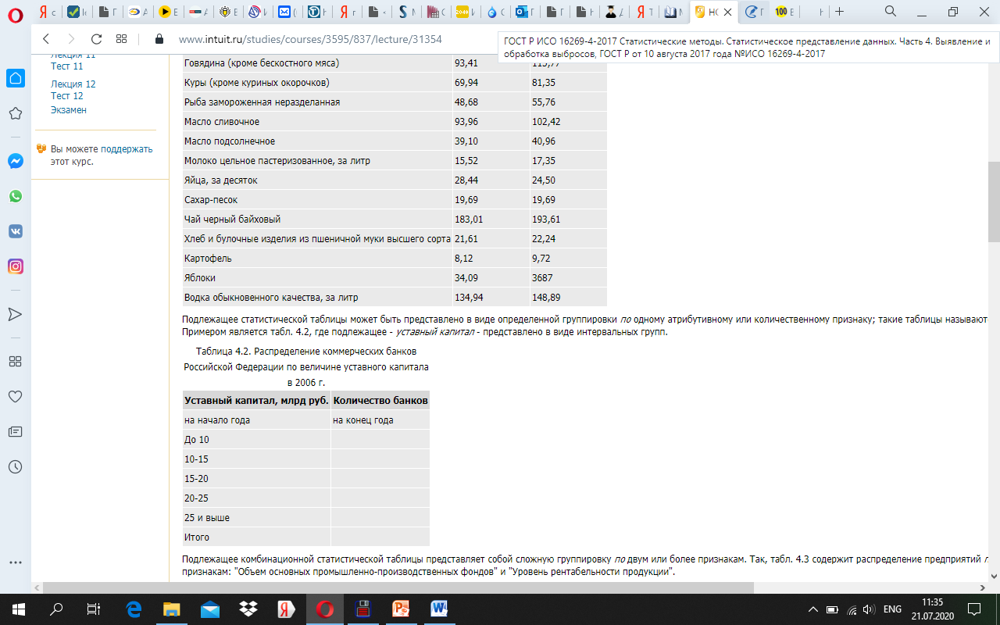 www.intuit.ru/studies/courses/3595/837/lecture/31354
ГОСТ Р ИСО 16269-4-2017 Статистические методы. Статистическое представление данных. Часть 4. Выявление и
обработка выбросов, ГОСТ Р от 10 августа 2017 года №ИСО 16269-4-2017
Лекция 11
Тест 11
Лекция 12
Тест 12
Экзамен
Вы можете поддержать
этот курс.
Говядина (кроме бескостного мяса) 93,41
Куры (кроме куриных окорочков) 69,94 81,35
Рыба замороженная неразделанная 48,68 55,76
Масло сливочное 93,96 102,42
Масло подсолнечное 39,10 40,96
Молоко цельное пастеризованное, за литр 15,52 17,35
Яйца, за десяток 28,44 24,50
Сахар-песок 19,69 19,69
Чай черный байховый 183,01 193,61
Хлеб и булочные изделия из пшеничной муки высшего сорта 21,61 22,24
Картофель 8,12 9,72
Яблоки 34,09 3687
Водка обыкновенного качества, за литр 134,94 148,89
Подлежащее статистической таблицы может быть представлено в виде определенной группировки по одному атрибутивному или количественному признаку; такие таблицы называют
Примером является табл. 4.2, где подлежащее - уставный капитал - представлено в виде интервальных групп.
Таблица 4.2. Распределение коммерческих банков
Российской Федерации по величине уставного капитала
в 2006 г.
Уставный капитал, млрд руб. Количество банков
на начало года на конец года
До 10
10-15
15-20
20-25
25 и выше
Итого
Подлежащее комбинационной статистической таблицы представляет собой сложную группировку по двум или более признакам. Так, табл. 4.3 содержит распределение предприятий
признакам: "Объем основных промышленно-производственных фондов" и "Уровень рентабельности продукции".
ENG
11:35
21.07.2020